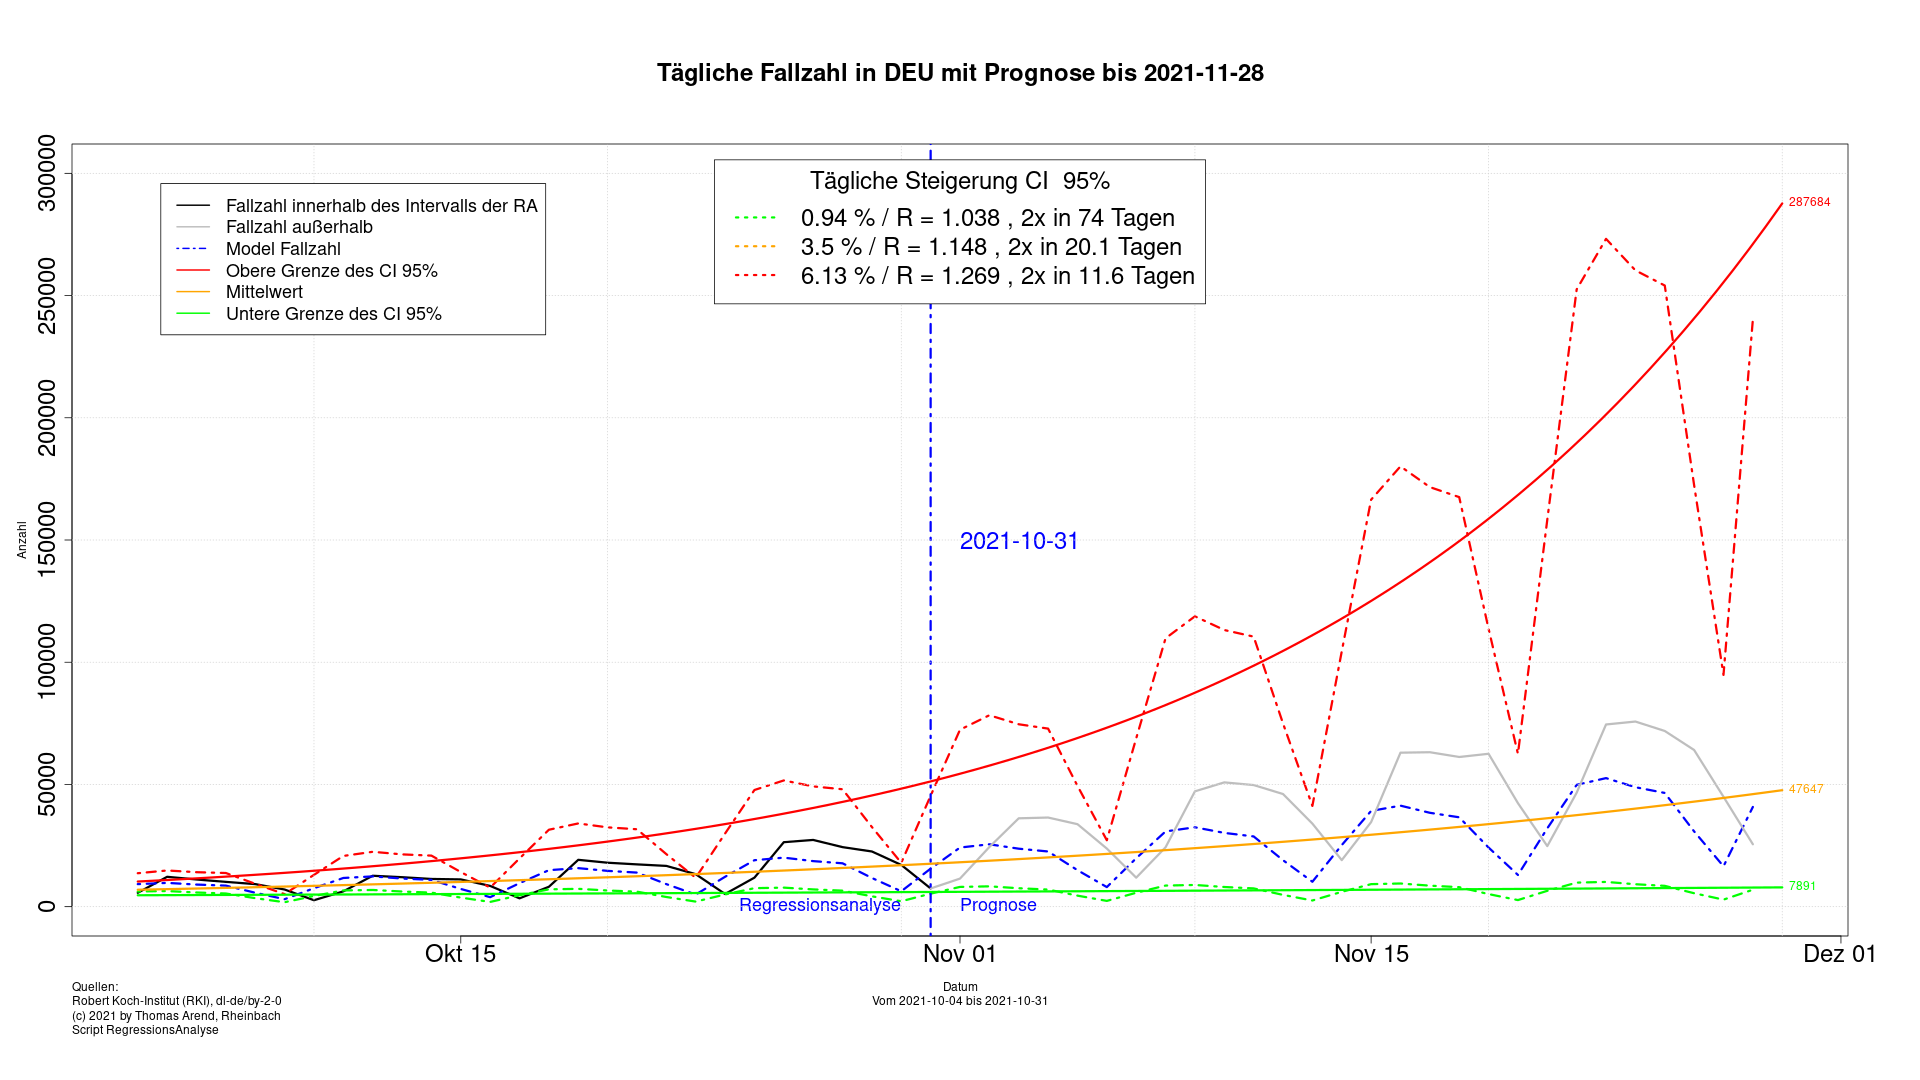 Tägliche Fallzahl in DEU mit Prognose bis 2021-11-28
Fallzahl innerhalb des Intervalls der RA
Fallzahl außerhalb
Model Fallzahl
Obere Grenze des CI 95%
Mittelwert
Untere Grenze des CI 95%
Tägliche Steigerung CI  95%
0.94 % / R = 1.038 , 2x in 74 Tagen
3.5 % / R = 1.148 , 2x in 20.1 Tagen
6.13 % / R = 1.269 , 2x in 11.6 Tagen
Anzahl
300000
250000
200000
150000
100000
50000
0
287684
47647
7891
2021-10-31
Regressionsanalyse
Prognose
Okt 15
Nov 01
Nov 15
Dez 01
Datum
Vom 2021-10-04 bis 2021-10-31
Quellen:
Robert Koch-Institut (RKI), dl-de/by-2-0
(c) 2021 by Thomas Arend, Rheinbach
Script RegressionsAnalyse